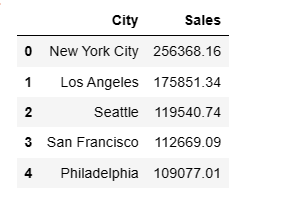 City Sales
0 New York City 256368.16
1 Los Angeles 175851.34
2 Seattle 119540.74
3 San Francisco 112669.09
4 Philadelphia 109077.01